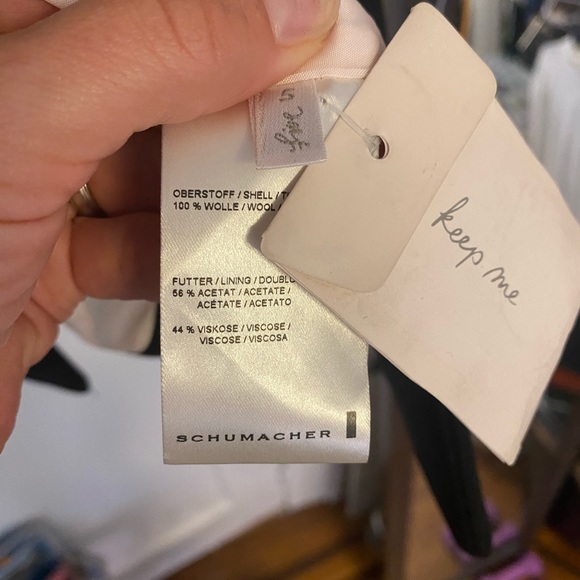 keep me
OBERSTOFF / SHELL /
100 % WOLLE / WOOL
FUTTER / LINING /
56 % ACETAT / ACETATE /
ACÉTATE / ACETATO
44 % VISKOSE / VISCOSE /
VISCOSE / VISCOSA
SCHUMACHER